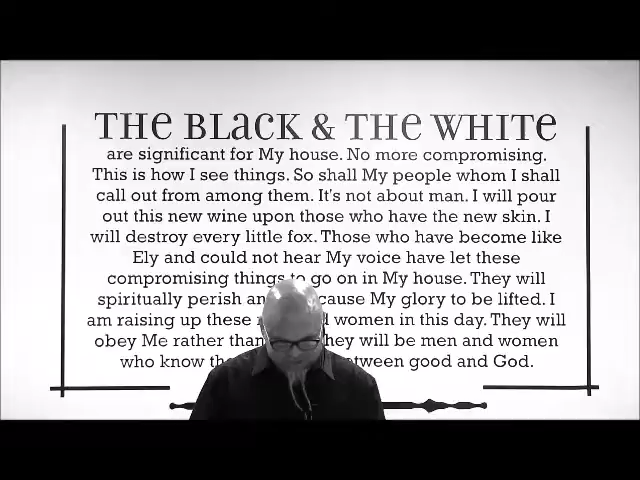 THE BLACK & THE WHITE
are significant for My house. No more compromising.
This is how I see things. So shall My people whom I shall
call out from among them. It's not about man. I will pour
out this new wine upon those who have the new skin. I
will destroy every little fox. Those who have become like
Ely and could not hear My voice have let these
compromising things to go on in My house. They will
spiritually perish an cause My glory to be lifted. I
am raising up these women in this day. They will
obey Me rather than hey will be men and women
who know the between good and God.